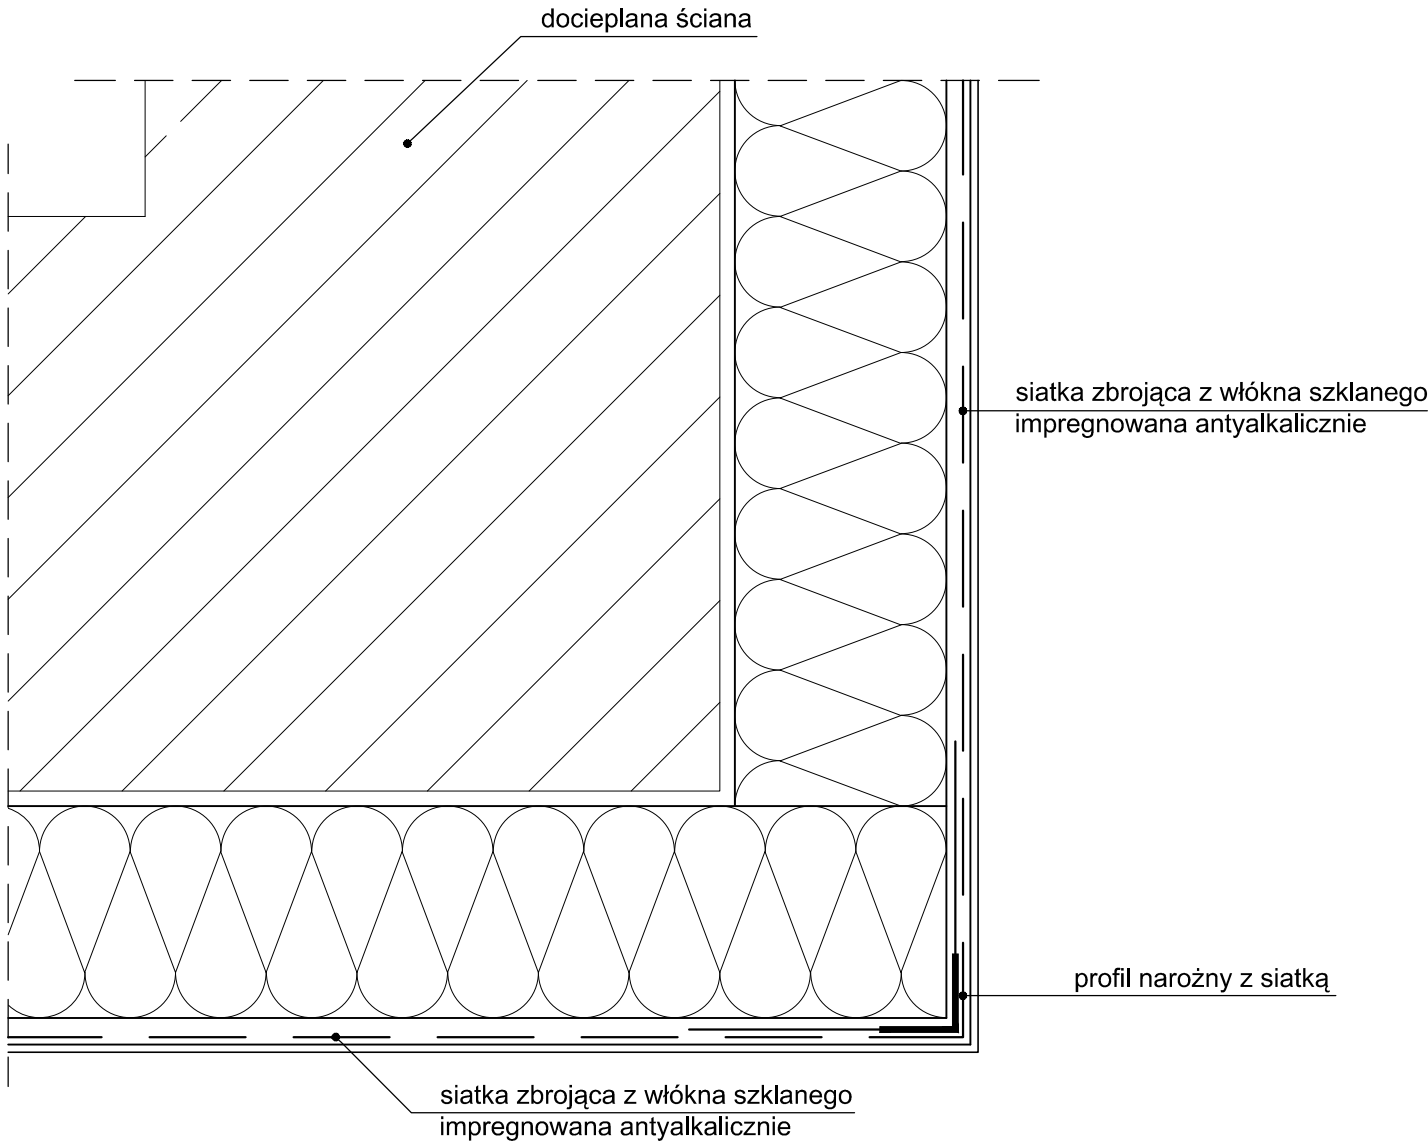 docieplana ściana
siatka zbrojąca z włókna szklanego
impregnowana antyalkalicznie
profil narożny z siatką
siatka zbrojąca z włókna szklanego
impregnowana antyalkalicznie